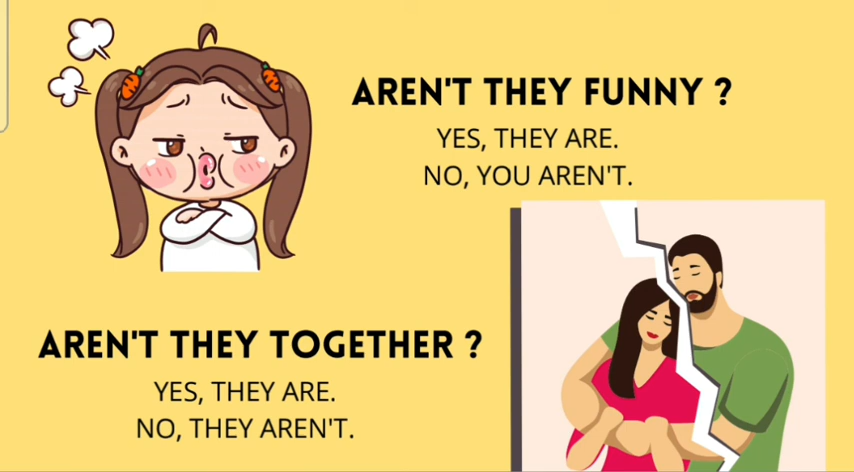 AREN'T THEY FUNNY ?
YES, THEY ARE.
NO, YOU AREN'T.
AREN'T THEY TOGETHER ?
YES, THEY ARE.
NO, THEY AREN'T.